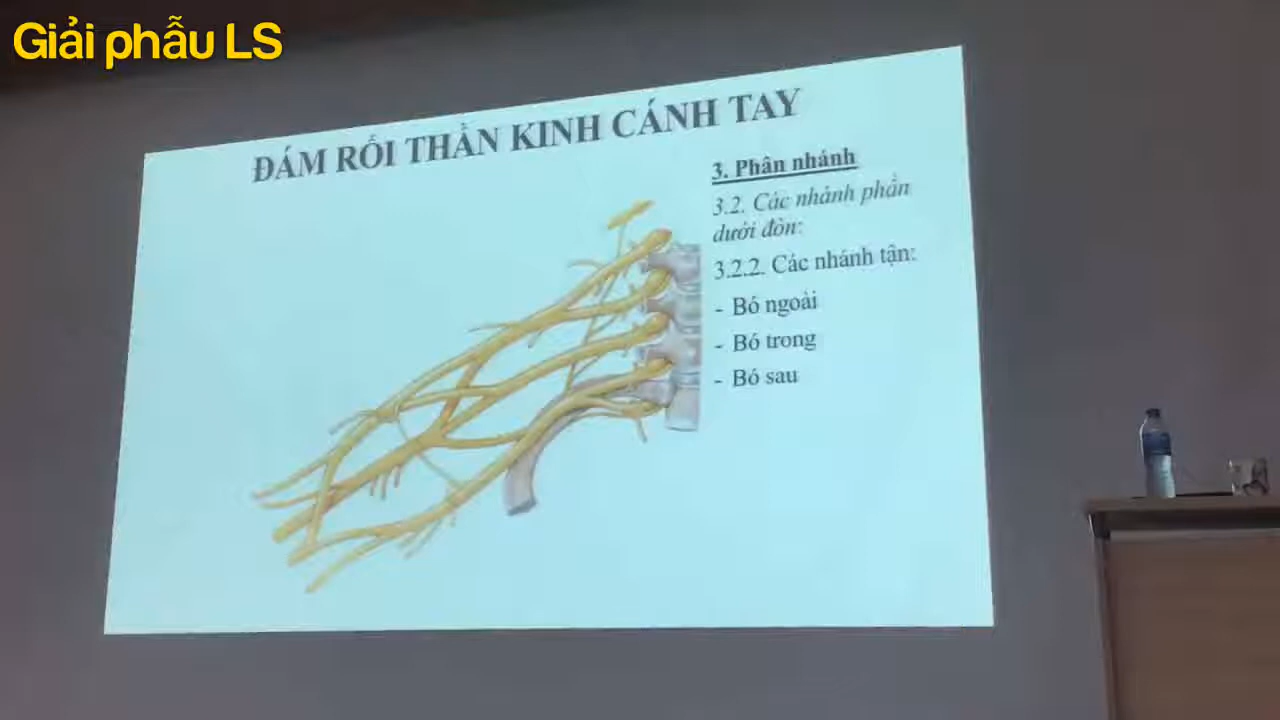 Giải phẫu LS
ĐÁM RỐI THẦN KINH CÁNH TAY
3. Phân nhánh
3.2. Các nhánh phần
dưới đòn:
3.2.2. Các nhánh tận:
- Bó ngoài
- Bó trong
- Bó sau